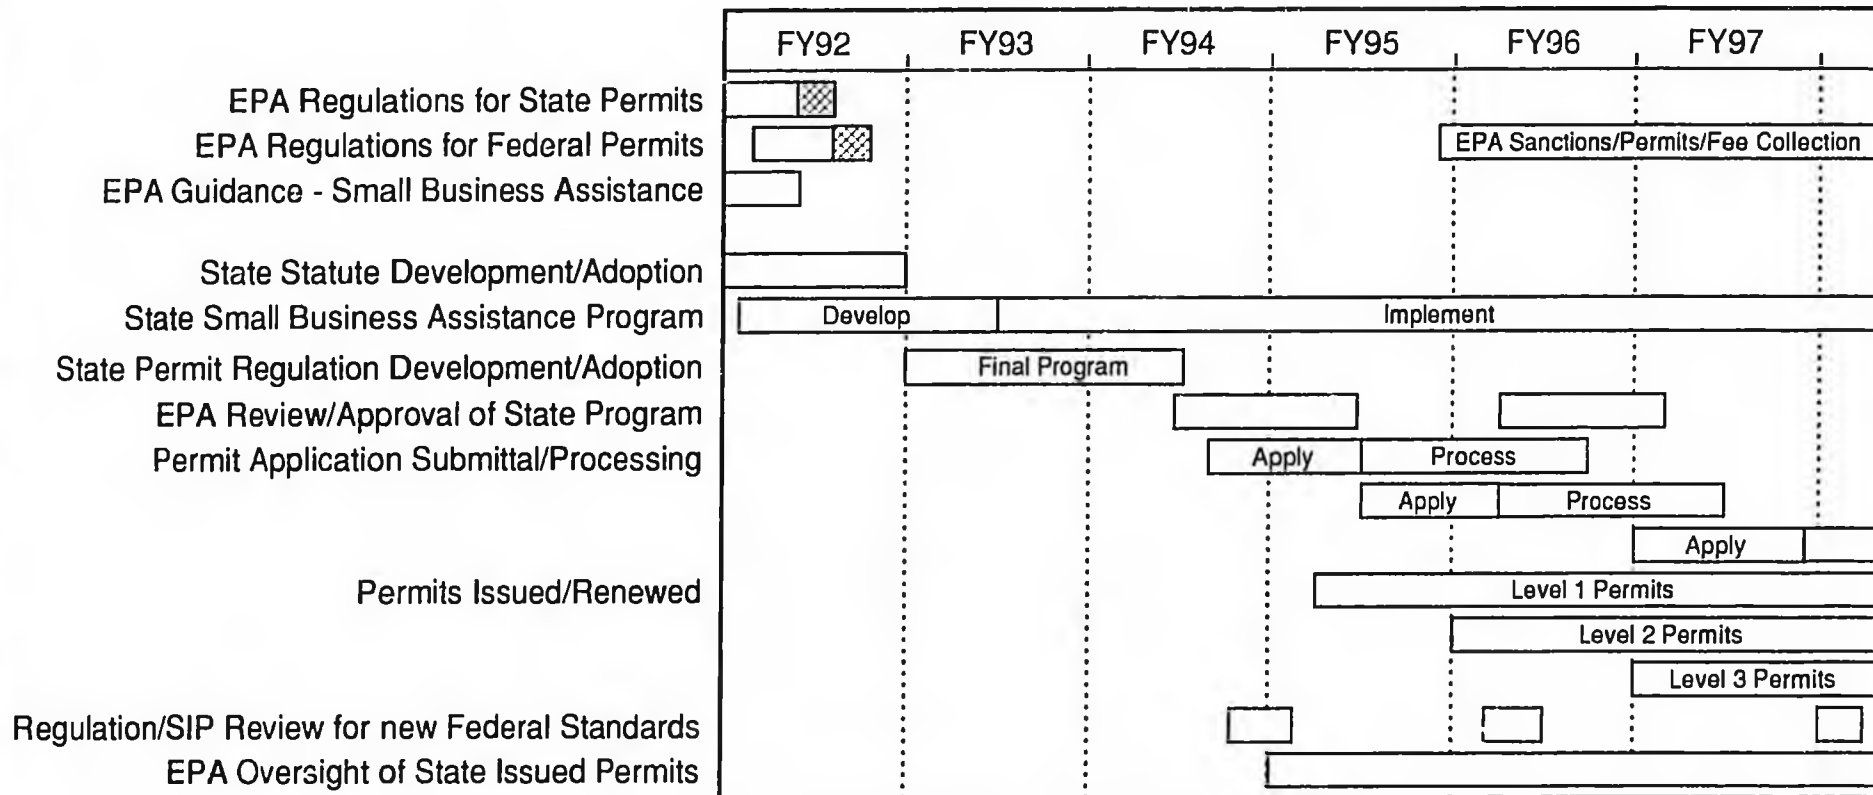 FY92 FY93 FY94 FY95 FY96 FY97
EPA Regulations for State Permits
EPA Regulations for Federal Permits EPA Sanctions/Permits/Fee Collection
EPA Guidance - Small Business Assistance
State Statute Development/Adoption
State Small Business Assistance Program Develop Implement
State Permit Regulation Development/Adoption Final Program
EPA Review/Approval of State Program
Permit Application Submittal/Processing Apply Process
Apply Process
Apply
Permits Issued/Renewed Level 1 Permits
Level 2 Permits
Level 3 Permits
Regulation/SIP Review for new Federal Standards
EPA Oversight of State Issued Permits